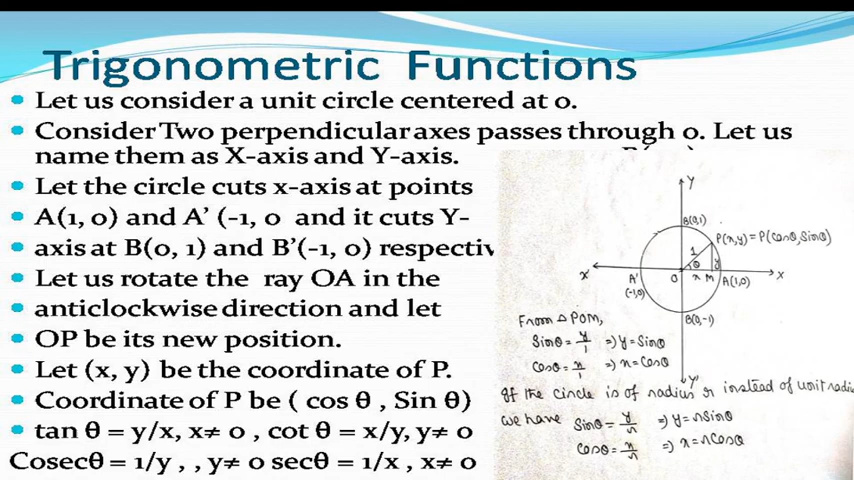 Trigonometric Functions
Let us consider a unit circle centered at 0.
Consider Two perpendicular axes passes through 0. Let us
name them as X-axis and Y-axis.
Let the circle cuts x-axis at points
A(1, 0) and A' (-1, 0 and it cuts Y-
axis at B(0, 1) and B'(-1, 0) respectiv
Let us rotate the ray OA in the
anticlockwise direction and let
OP be its new position.
Let (x, y) be the coordinate of P.
Coordinate of P be ( cos θ , Sin θ)
tan θ = y/x, x≠ 0 , cot θ = x/y, y≠ 0
Cosecθ = 1/y , , y≠ 0 secθ = 1/x , x≠ 0
Y
B(0,1)
P(x,y) = P(cosθ, sinθ)
1
θ
y
X'
A'
O
x
M
A(1,0)
X
(-1,0)
B(0,-1)
From △ POM,
Sinθ = y/1 => y = Sinθ
Cosθ = x/1 => x = Cosθ
Y'
If the circle is of radius r instead of unit radiu
we have Sinθ = y/r => y = rSinθ
Cosθ = x/r => x = rCosθ